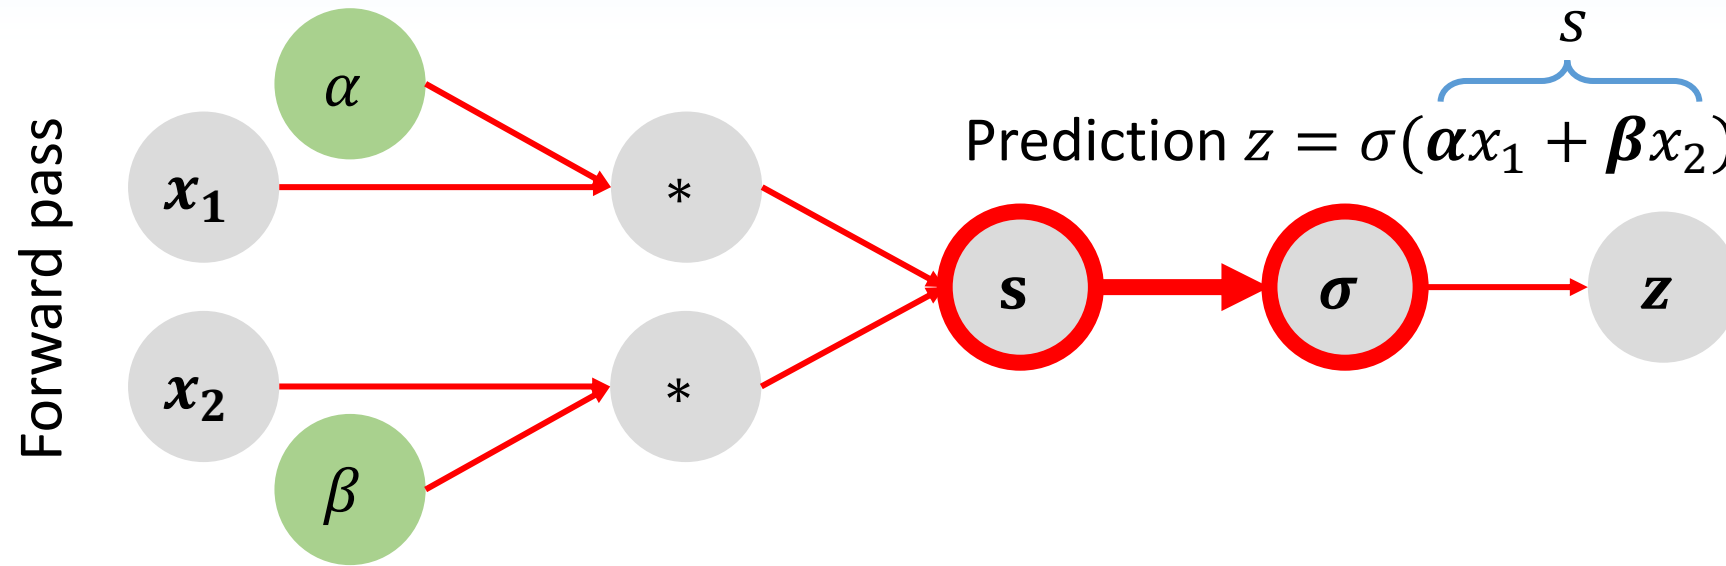 Forward pass
s
Prediction z = σ(αx₁ + βx₂)
α
x₁
*
s
σ
z
x₂
*
β